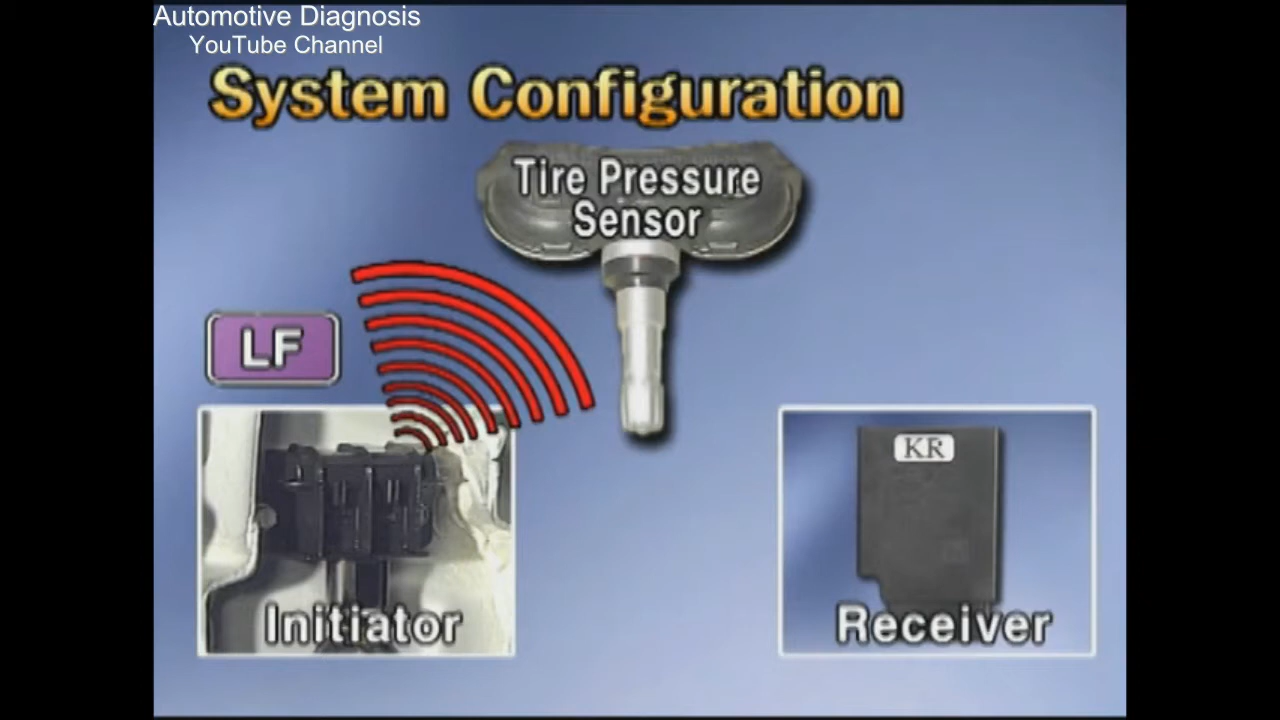 Automotive Diagnosis
YouTube Channel
System Configuration
Tire Pressure
Sensor
LF
KR
Initiator
Receiver